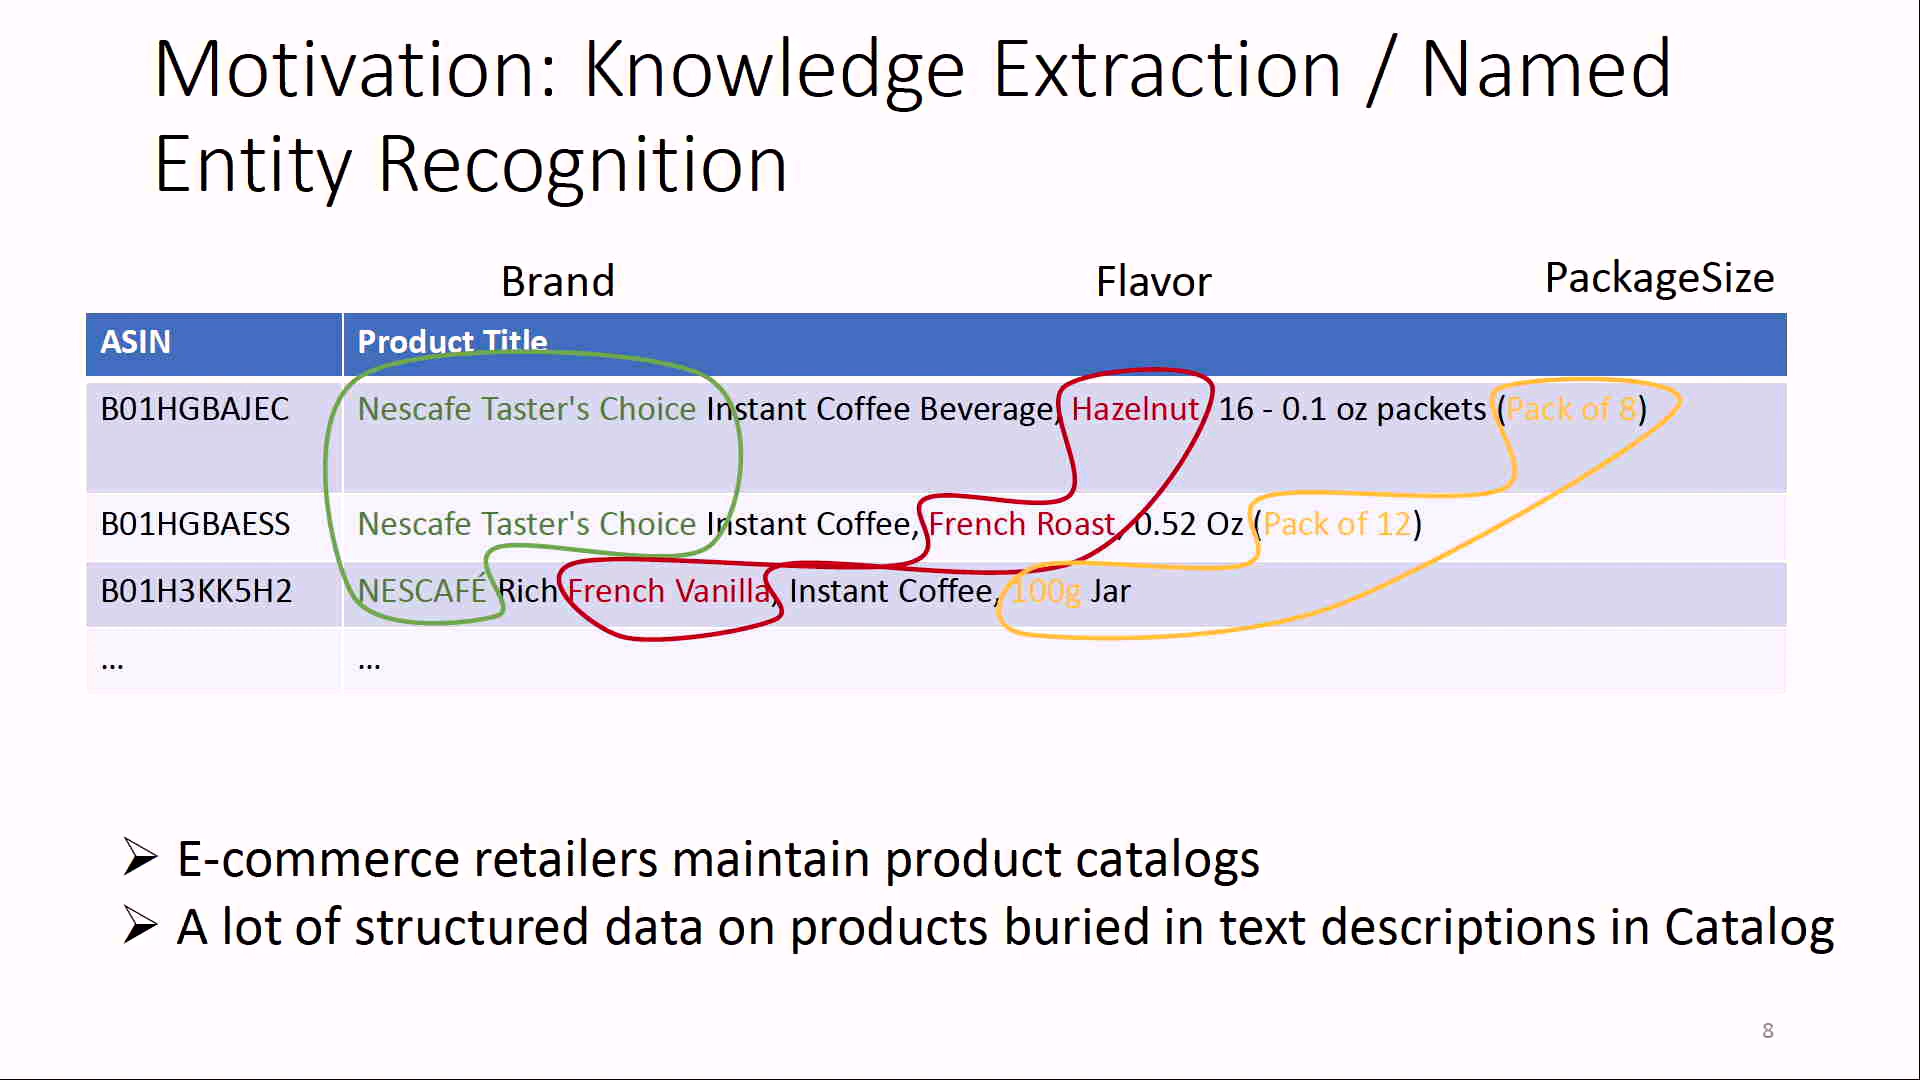 Motivation: Knowledge Extraction / Named
Entity Recognition
Brand Flavor PackageSize
ASIN Product Title
B01HGBAJEC Nescafe Taster's Choice Instant Coffee Beverage, Hazelnut, 16 - 0.1 oz packets (Pack of 8)
B01HGBAESS Nescafe Taster's Choice Instant Coffee, French Roast, 0.52 Oz (Pack of 12)
B01H3KK5H2 NESCAFÉ Rich French Vanilla, Instant Coffee, 100g Jar
... ...
➢ E-commerce retailers maintain product catalogs
➢ A lot of structured data on products buried in text descriptions in Catalog
8